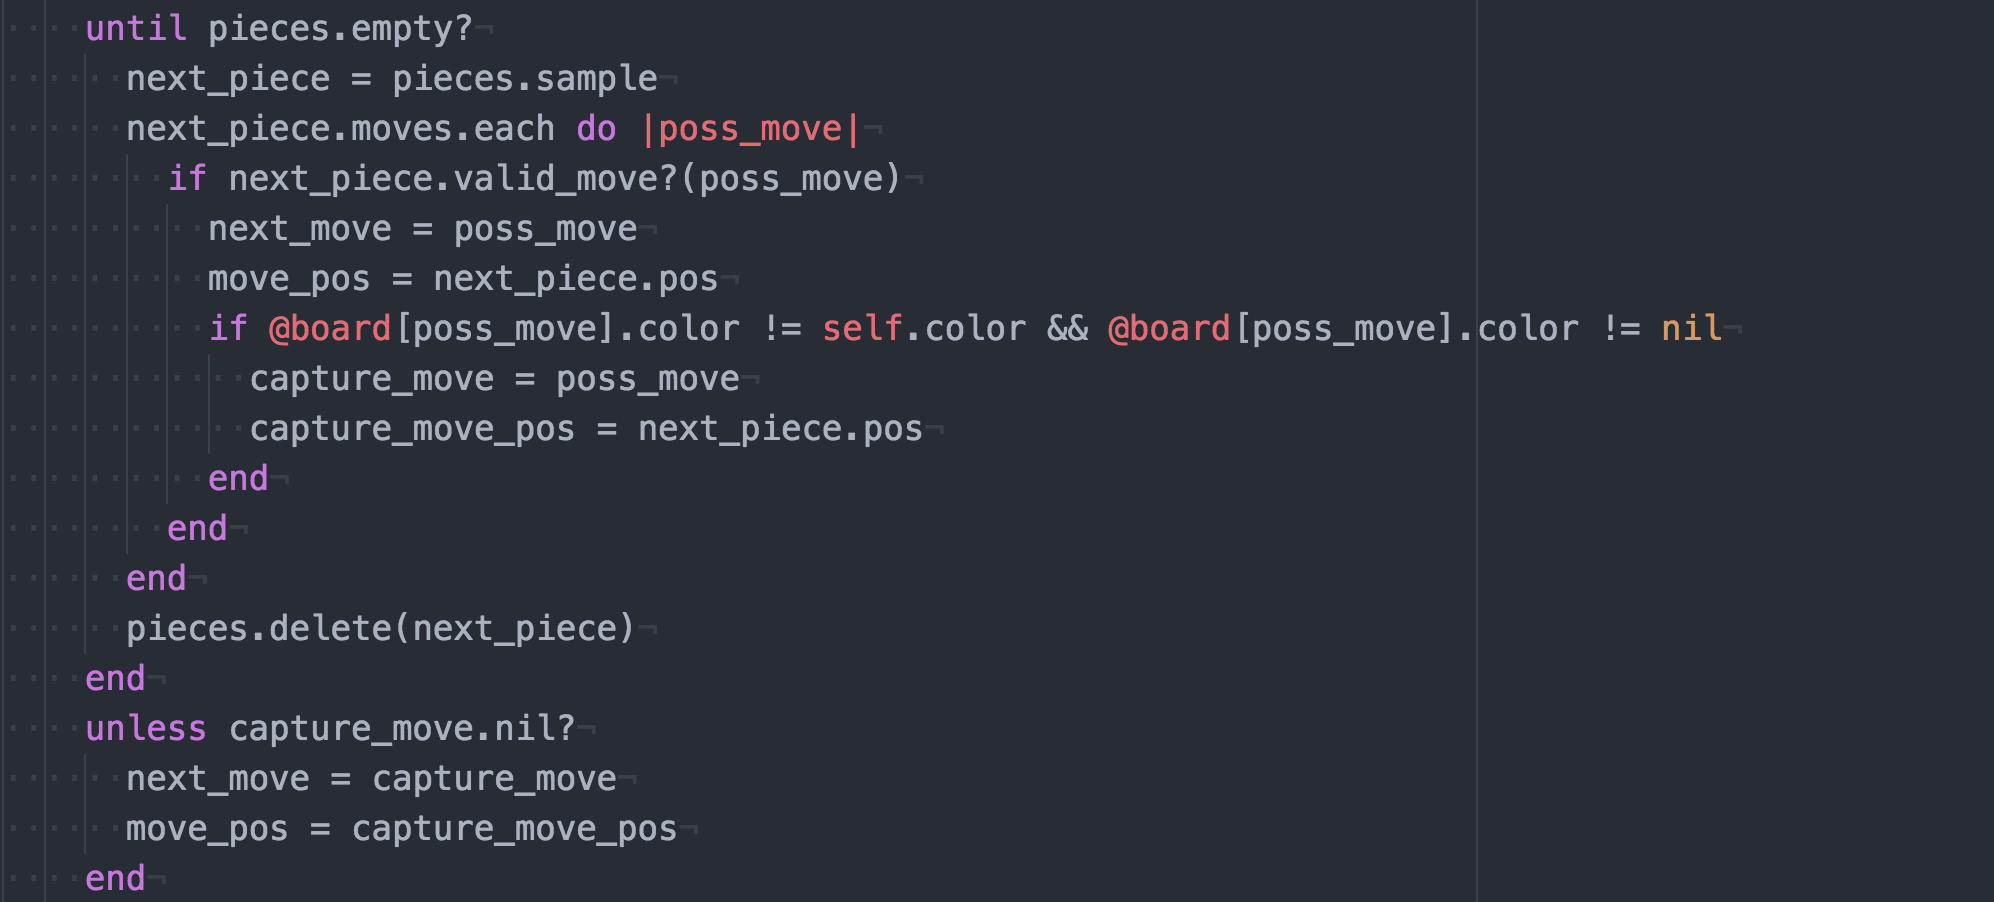 until pieces.empty?
next_piece = pieces.sample
next_piece.moves.each do |poss_move|
if next_piece.valid_move?(poss_move)
next_move = poss_move
move_pos = next_piece.pos
if @board[poss_move].color != self.color && @board[poss_move].color != nil
capture_move = poss_move
capture_move_pos = next_piece.pos
end
end
end
pieces.delete(next_piece)
end
unless capture_move.nil?
next_move = capture_move
move_pos = capture_move_pos
end